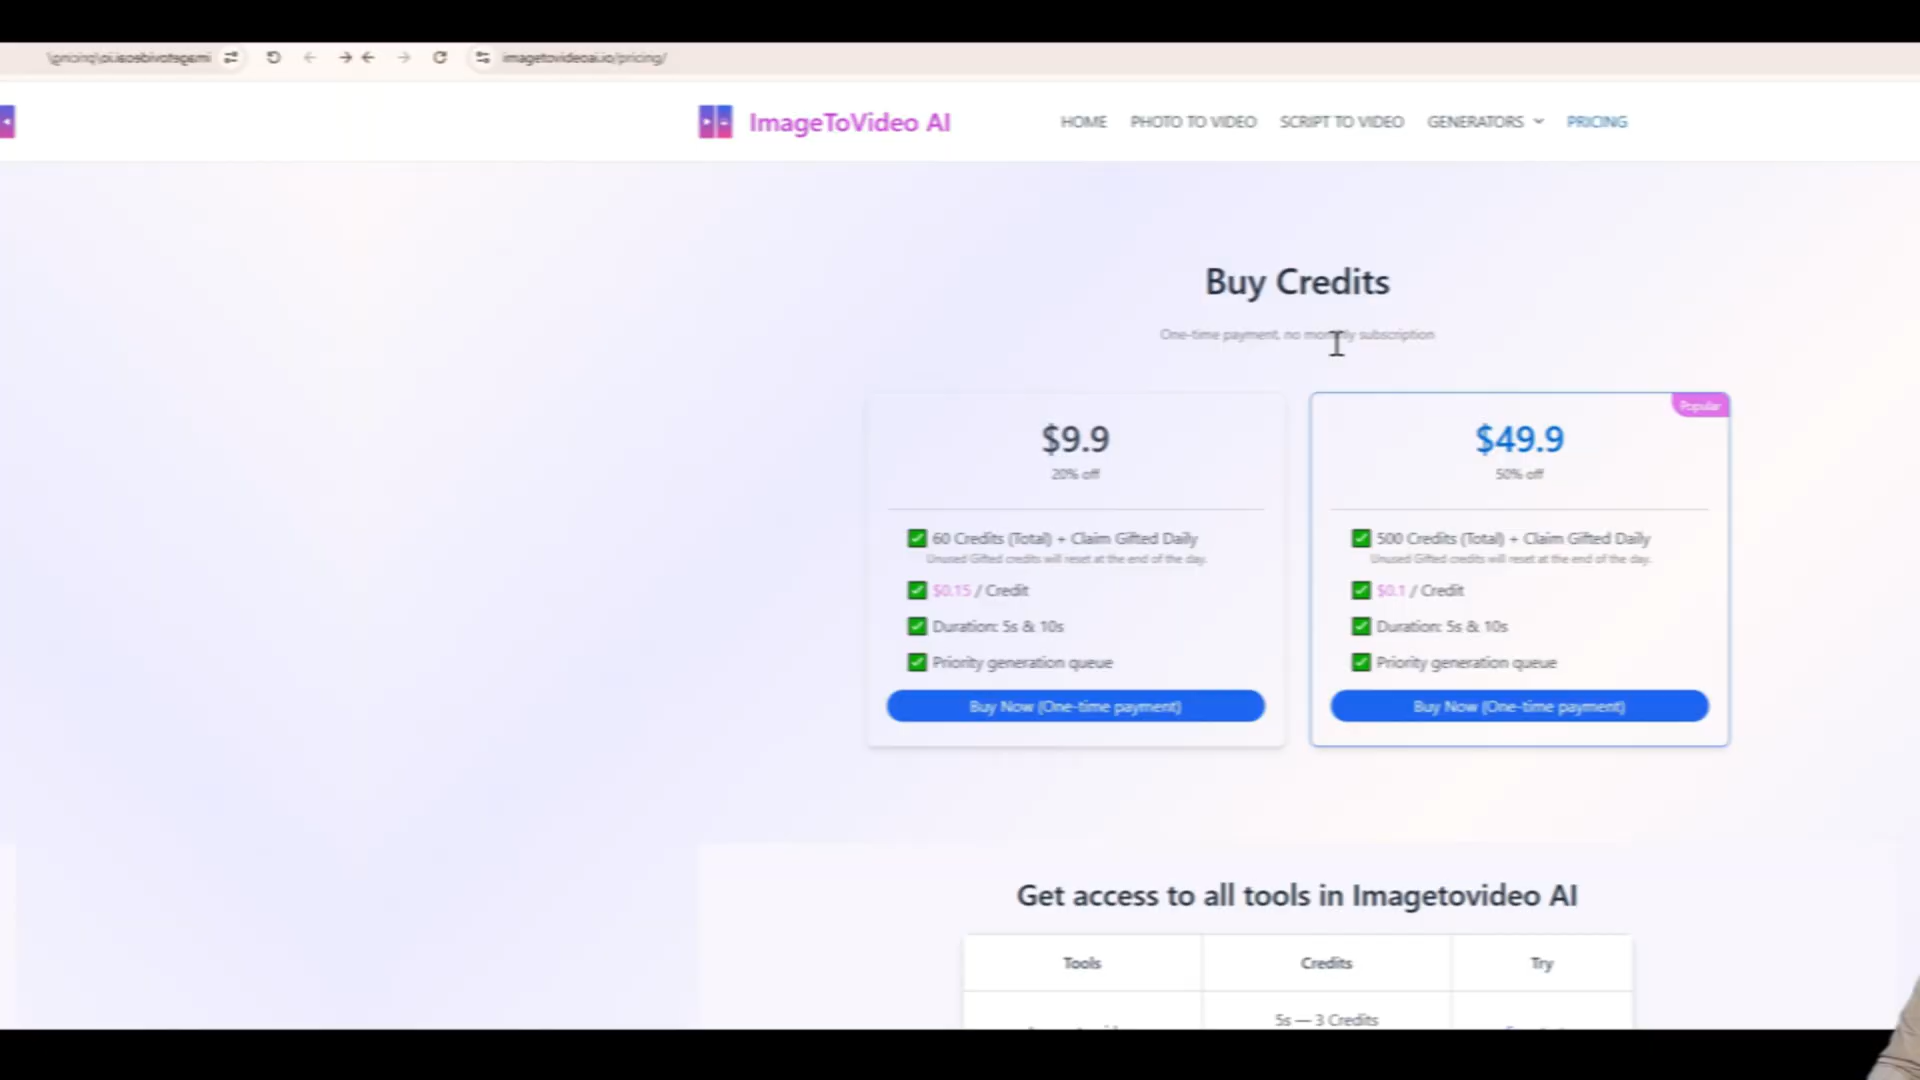 imagetovideoai.io/pricing/
ImageToVideo AI
HOME PHOTO TO VIDEO SCRIPT TO VIDEO GENERATORS PRICING
Buy Credits
One-time payment, no monthly subscription
$9.9
20% off
60 Credits (Total) + Claim Gifted Daily
Unused Gifted credits will reset at the end of the day.
$0.15 / Credit
Duration: 5s & 10s
Priority generation queue
Buy Now (One-time payment)
Popular
$49.9
50% off
500 Credits (Total) + Claim Gifted Daily
Unused Gifted credits will reset at the end of the day.
$0.1 / Credit
Duration: 5s & 10s
Priority generation queue
Buy Now (One-time payment)
Get access to all tools in Imagetovideo AI
Tools Credits Try
5s — 3 Credits